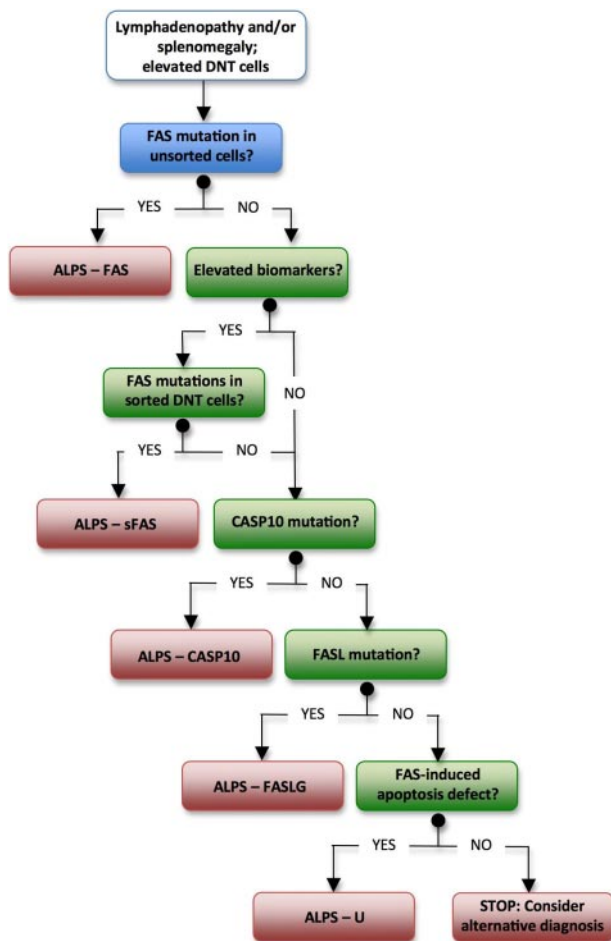 Lymphadenopathy and/or
splenomegaly;
elevated DNT cells
FAS mutation in
unsorted cells?
YES
NO
ALPS – FAS
Elevated biomarkers?
YES
NO
FAS mutations in
sorted DNT cells?
YES
NO
ALPS – sFAS
CASP10 mutation?
YES
NO
ALPS – CASP10
FASL mutation?
YES
NO
ALPS – FASLG
FAS-induced
apoptosis defect?
YES
NO
ALPS – U
STOP: Consider
alternative diagnosis